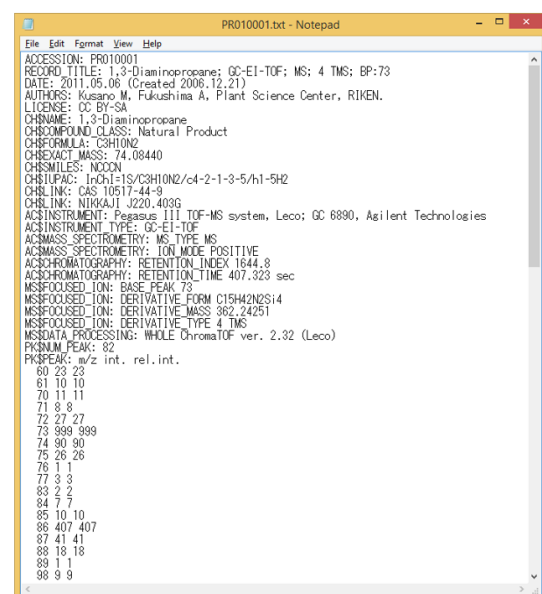 PR010001.txt - Notepad
File Edit Format View Help
ACCESSION: PR010001
RECORD_TITLE: 1,3-Diaminopropane; GC-EI-TOF; MS; 4 TMS; BP:73
DATE: 2011.05.06 (Created 2006.12.21)
AUTHORS: Kusano M, Fukushima A, Plant Science Center, RIKEN.
LICENSE: CC BY-SA
CH$NAME: 1,3-Diaminopropane
CH$COMPOUND_CLASS: Natural Product
CH$FORMULA: C3H10N2
CH$EXACT_MASS: 74.08440
CH$SMILES: NCCCN
CH$IUPAC: InChI=1S/C3H10N2/c4-2-1-3-5/h1-5H2
CH$LINK: CAS 10517-44-9
CH$LINK: NIKKAJI J220.403G
AC$INSTRUMENT: Pegasus III TOF-MS system, Leco; GC 6890, Agilent Technologies
AC$INSTRUMENT_TYPE: GC-EI-TOF
AC$MASS_SPECTROMETRY: MS_TYPE MS
AC$MASS_SPECTROMETRY: ION_MODE POSITIVE
AC$CHROMATOGRAPHY: RETENTION_INDEX 1644.8
AC$CHROMATOGRAPHY: RETENTION_TIME 407.323 sec
MS$FOCUSED_ION: BASE_PEAK 73
MS$FOCUSED_ION: DERIVATIVE_FORM C15H42N2Si4
MS$FOCUSED_ION: DERIVATIVE_MASS 362.24251
MS$FOCUSED_ION: DERIVATIVE_TYPE 4 TMS
MS$DATA_PROCESSING: WHOLE ChromaTOF ver. 2.32 (Leco)
PK$NUM_PEAK: 82
PK$PEAK: m/z int. rel.int.
60 23 23
61 10 10
70 11 11
71 8 8
72 27 27
73 999 999
74 90 90
75 26 26
76 1 1
77 3 3
83 2 2
84 7 7
85 10 10
86 407 407
87 41 41
88 18 18
89 1 1
98 9 9